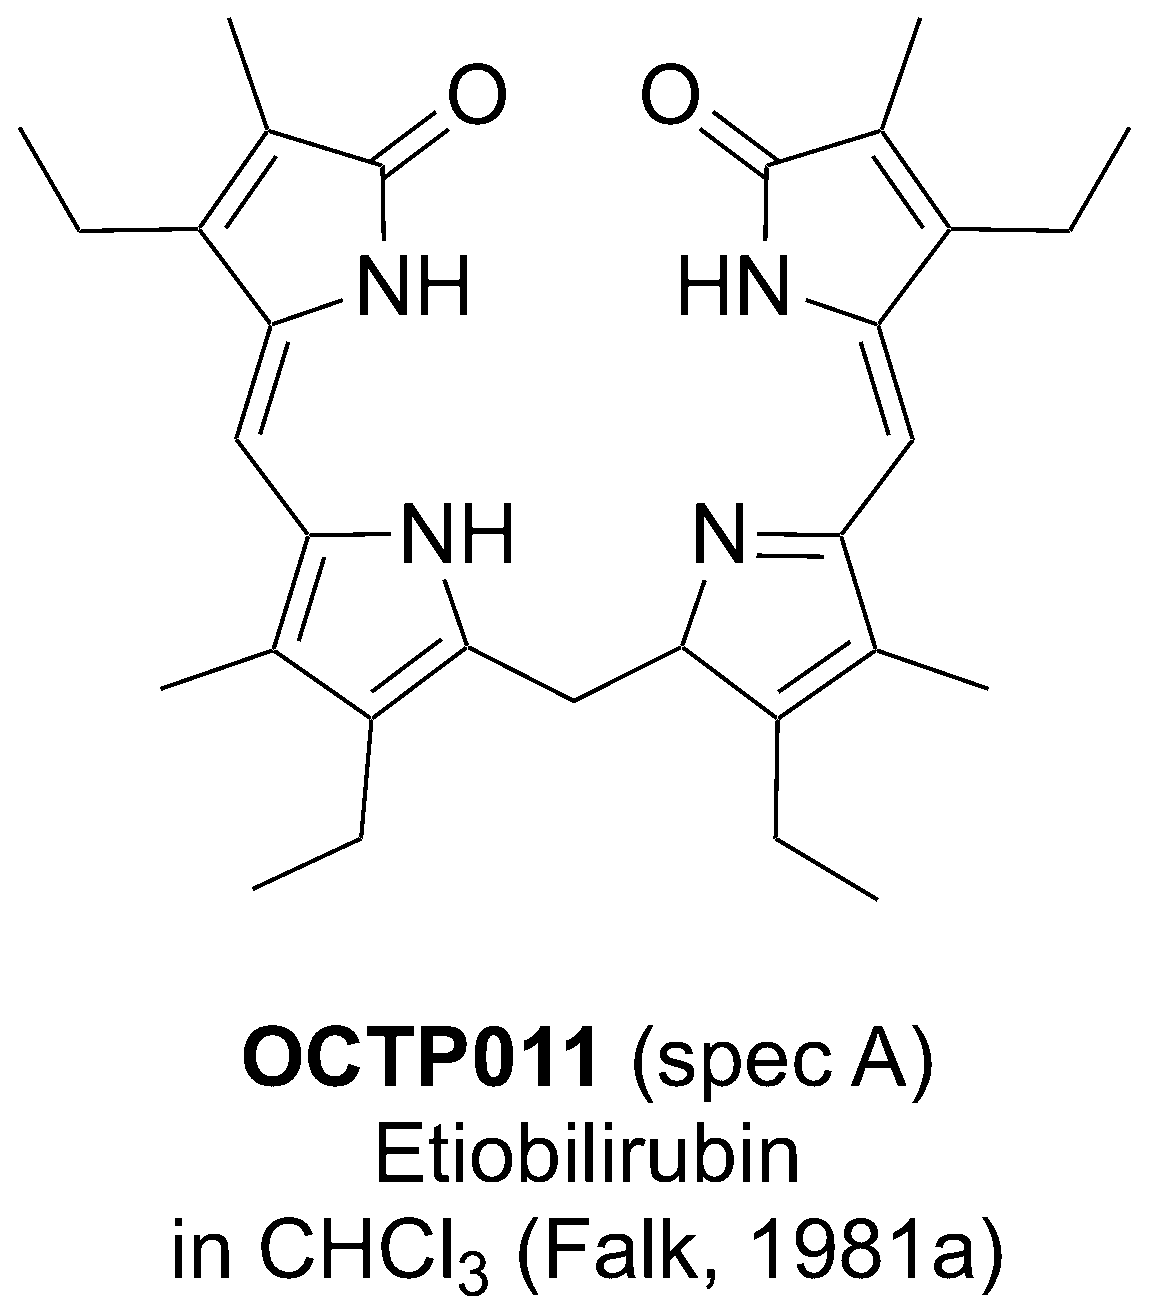 O O
NH HN
NH N
OCTP011 (spec A)
Etiobilirubin
in CHCl₃ (Falk, 1981a)